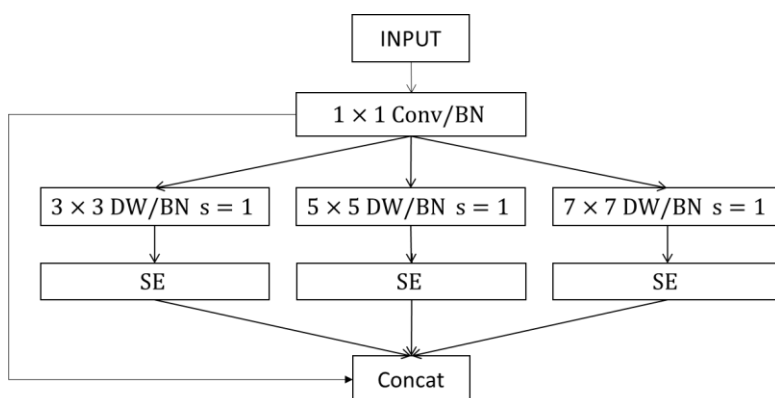 INPUT
1 × 1 Conv/BN
3 × 3 DW/BN s = 1
5 × 5 DW/BN s = 1
7 × 7 DW/BN s = 1
SE
SE
SE
Concat